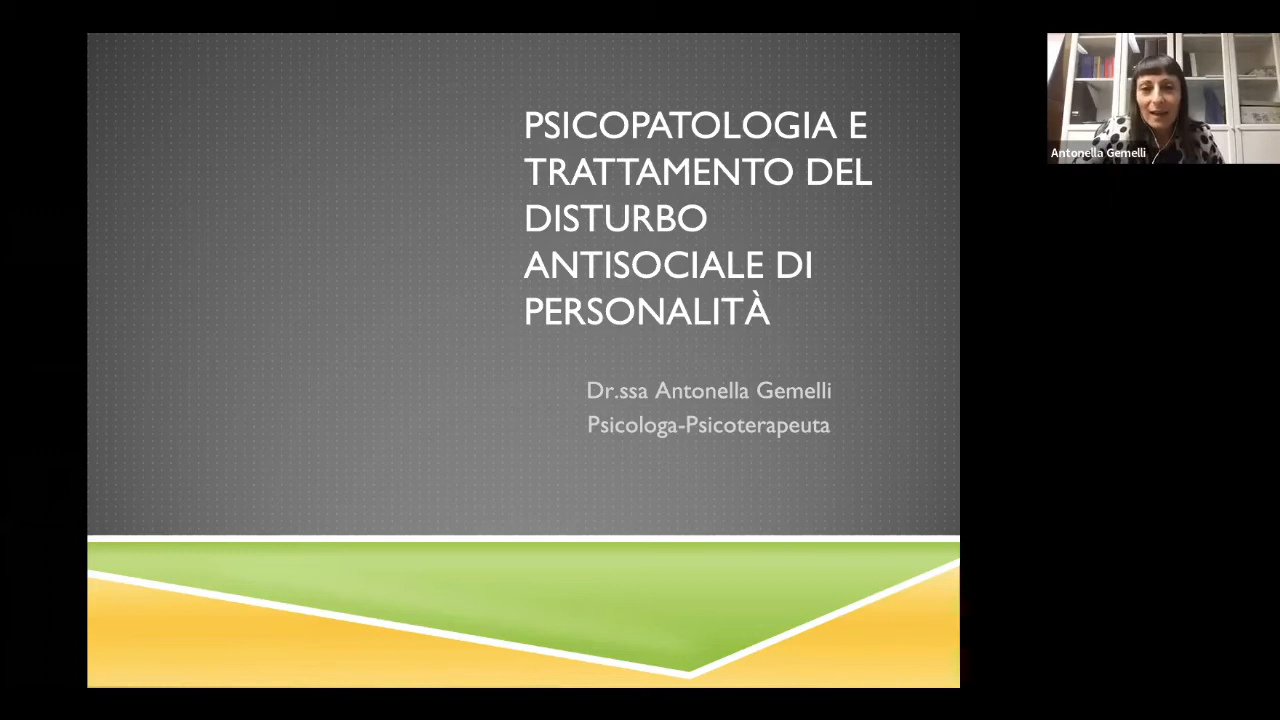 PSICOPATOLOGIA E
TRATTAMENTO DEL
DISTURBO
ANTISOCIALE DI
PERSONALITÀ
Dr.ssa Antonella Gemelli
Psicologa-Psicoterapeuta
Antonella Gemelli